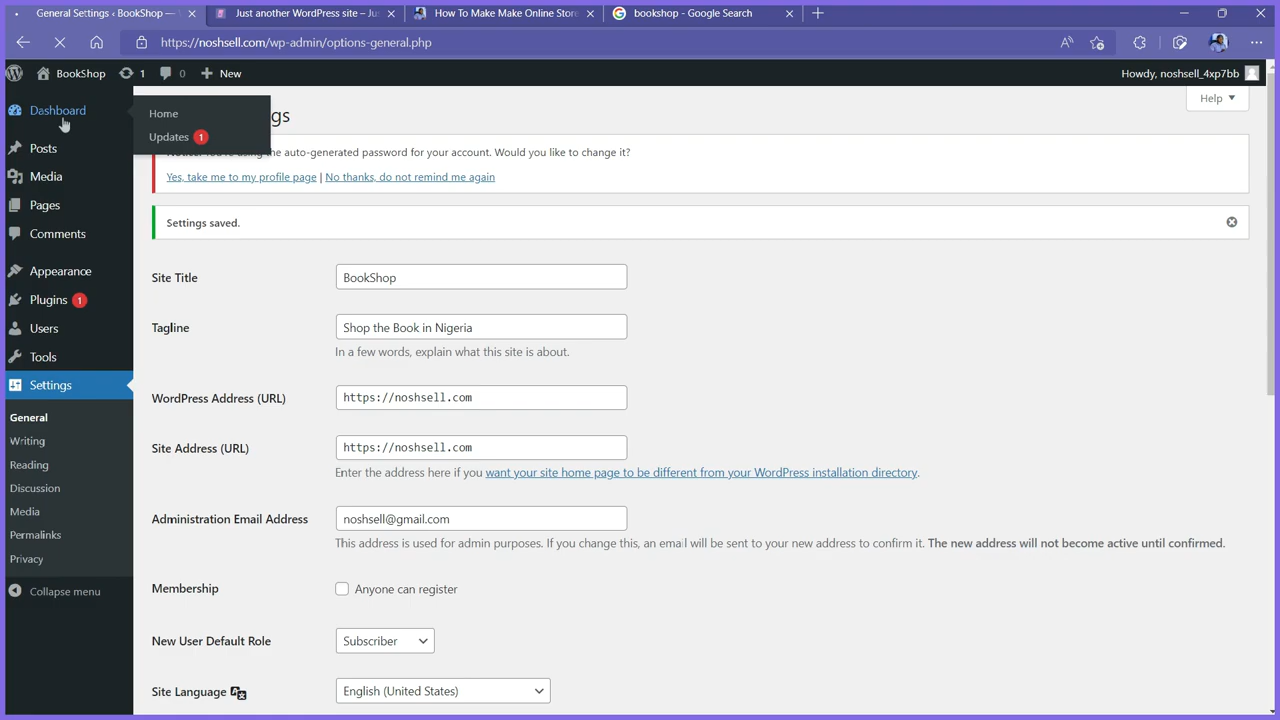 General Settings ‹ BookShop —
Just another WordPress site – Jus
How To Make Make Online Store
bookshop - Google Search
https://noshsell.com/wp-admin/options-general.php
BookShop
1
0
New
Howdy, noshsell_4xp7bb
Dashboard
Home
Updates 1
Posts
Media
Pages
Comments
Appearance
Plugins 1
Users
Tools
Settings
General
Writing
Reading
Discussion
Media
Permalinks
Privacy
Collapse menu
Help
gs
the auto-generated password for your account. Would you like to change it?
Yes, take me to my profile page | No thanks, do not remind me again
Settings saved.
Site Title
BookShop
Tagline
Shop the Book in Nigeria
In a few words, explain what this site is about.
WordPress Address (URL)
https://noshsell.com
Site Address (URL)
https://noshsell.com
Enter the address here if you want your site home page to be different from your WordPress installation directory.
Administration Email Address
noshsell@gmail.com
This address is used for admin purposes. If you change this, an email will be sent to your new address to confirm it. The new address will not become active until confirmed.
Membership
Anyone can register
New User Default Role
Subscriber
Site Language
English (United States)